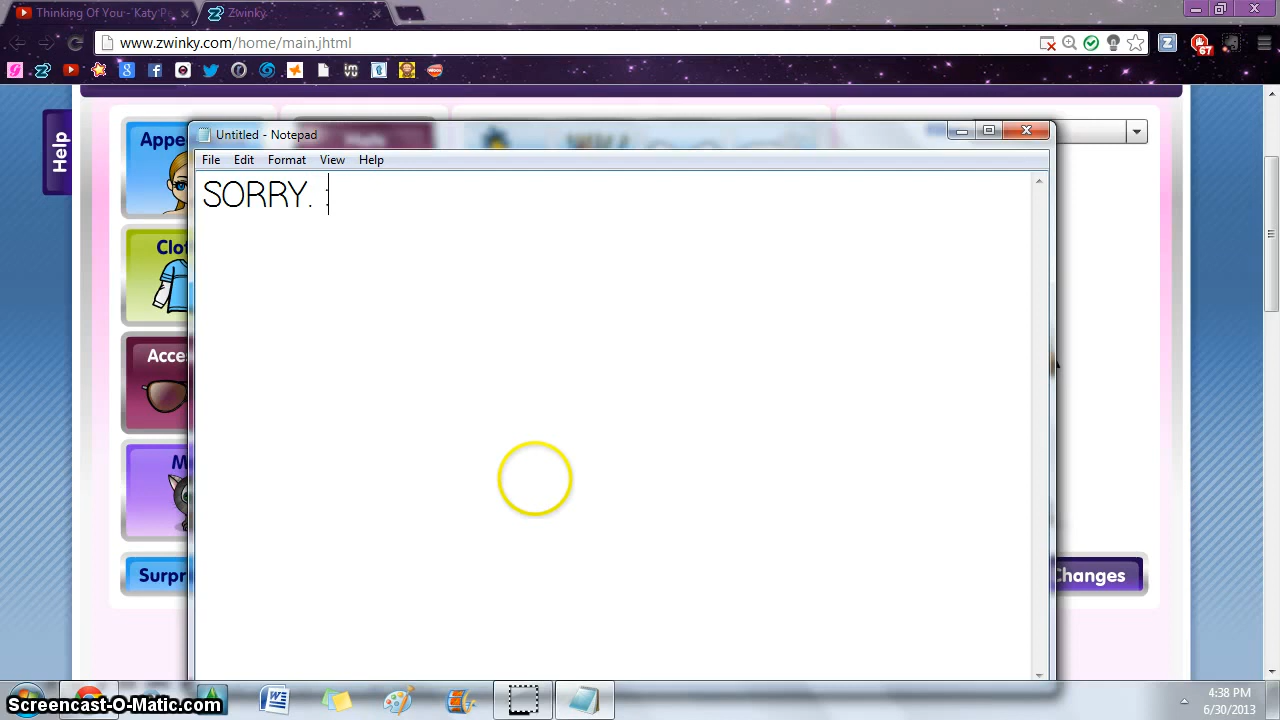 Thinking Of You - Katy P
Zwinky
www.zwinky.com/home/main.jhtml
67
Help
Untitled - Notepad
File Edit Format View Help
SORRY. :
Appe
Clot
Acce
M
Surpr
Changes
Screencast-O-Matic.com
4:38 PM
6/30/2013